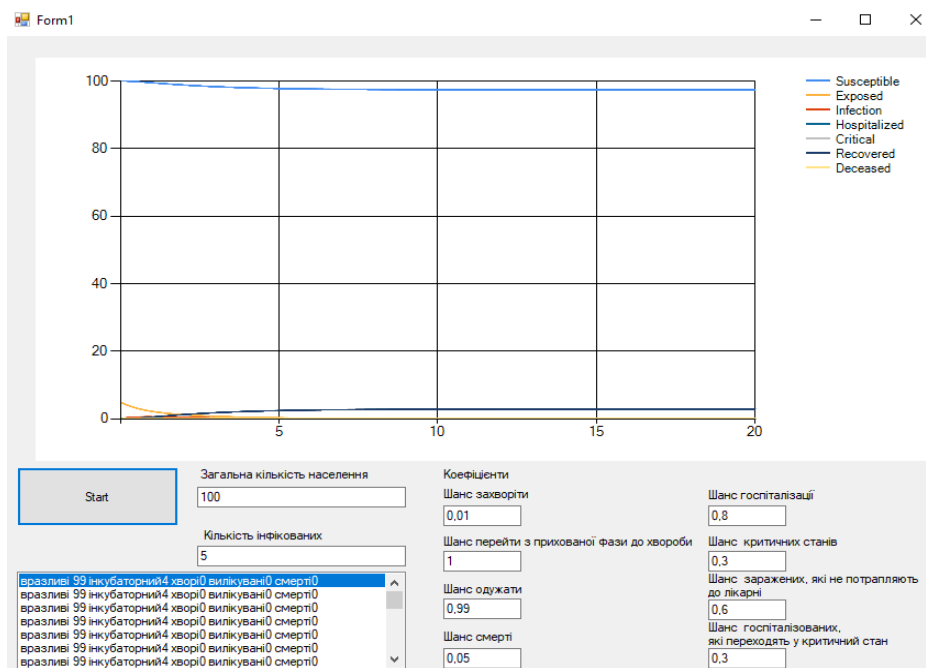 Form1
100
80
60
40
20
0
5
10
15
20
Susceptible
Exposed
Infection
Hospitalized
Critical
Recovered
Deceased
Start
Загальна кількість населення
100
Кількість інфікованих
5
вразливі 99 інкубаторний4 хворі0 вилікувані0 смерті0
вразливі 99 інкубаторний4 хворі0 вилікувані0 смерті0
вразливі 99 інкубаторний4 хворі0 вилікувані0 смерті0
вразливі 99 інкубаторний4 хворі0 вилікувані0 смерті0
вразливі 99 інкубаторний4 хворі0 вилікувані0 смерті0
вразливі 99 інкубаторний4 хворі0 вилікувані0 смерті0
вразливі 99 інкубаторний4 хворі0 вилікувані0 смерті0
Коефіцієнти
Шанс захворіти
0,01
Шанс перейти з прихованої фази до хвороби
1
Шанс одужати
0,99
Шанс смерті
0,05
Шанс госпіталізації
0,8
Шанс критичних станів
0,3
Шанс заражених, які не потрапляють
до лікарні
0,6
Шанс госпіталізованих,
які переходять у критичний стан
0,3